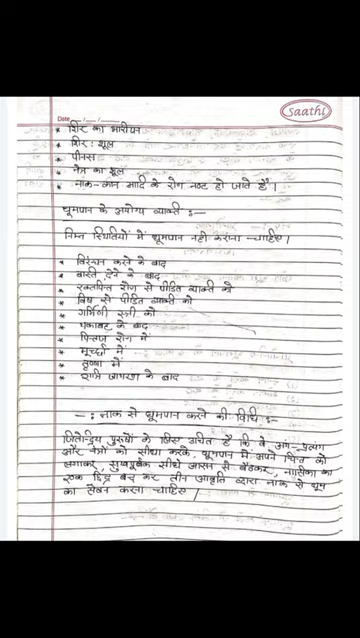 Saathi
Date ..../..../....
* शिर का भारीपन
* शिर : शूल
* पीनस
* नेत्र का शूल
* नाक-कान आदि के रोग नष्ट हो जाते हैं।
धूमपान के अयोग्य व्यक्ति :-
निम्न स्थितियों में धूमपान नही कराना चाहिए।
* विरेचन करने के बाद
* बस्ती देने के बाद
* रक्तपित्त रोग से पीडित व्यक्ति को
* विष से पीडित व्यक्ति को
* गर्भिणी स्त्री को
* थकावट के बाद
* पित्तज रोग में
* मूर्च्छा में
* तृष्णा में
* रात्रि जागरण के बाद
-: नाक से धूमपान करने की विधि :-
जितेन्द्रिय पुरुषों के लिए उचित हैं कि वे अंग-प्रत्यंग
और नेत्रों को सीधा करके, धूमपान में अपने चित्त को
लगाकर, सुखपूर्वक सीधे आसन से बैठकर, नासिका का
एक छिद्र बंद कर तीन आवृति द्वारा नाक से धूम
का सेवन करना चाहिए।